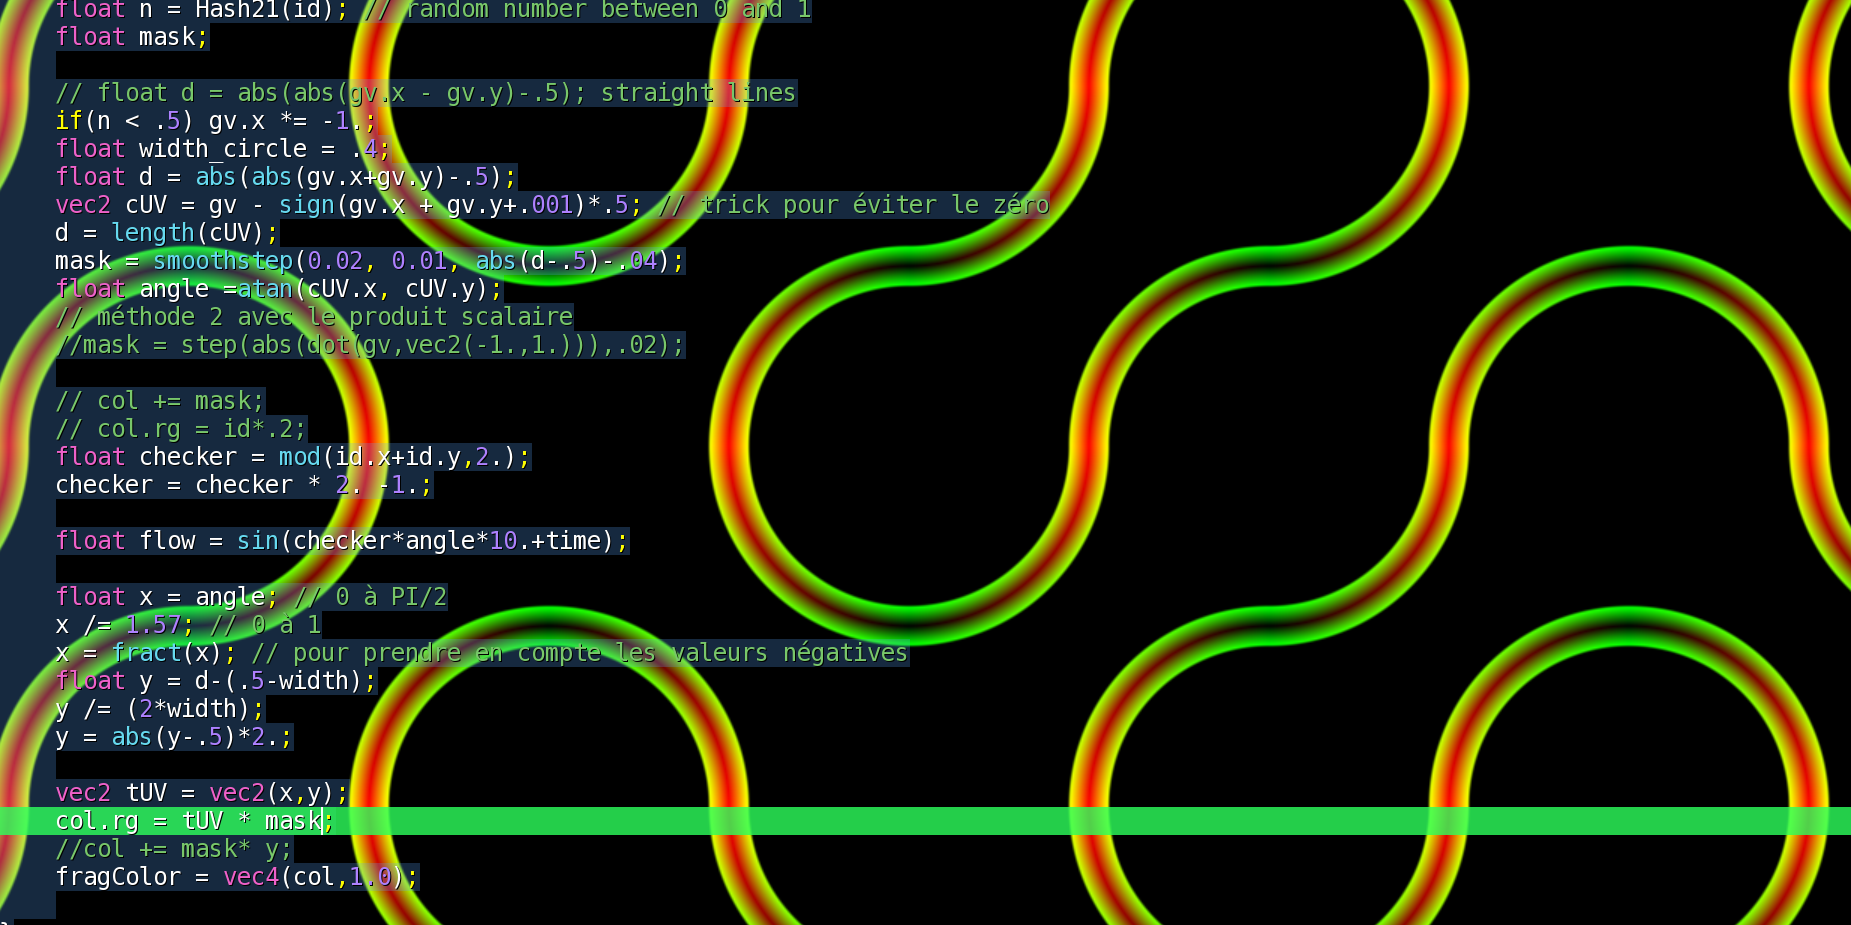 float n = Hash21(id); // random number between 0 and 1
float mask;
// float d = abs(abs(gv.x - gv.y)-.5); straight lines
if(n < .5) gv.x *= -1.;
float width_circle = .4;
float d = abs(abs(gv.x+gv.y)-.5);
vec2 cUV = gv - sign(gv.x + gv.y+.001)*.5; // trick pour éviter le zéro
d = length(cUV);
mask = smoothstep(0.02, 0.01, abs(d-.5)-.04);
float angle =atan(cUV.x, cUV.y);
// méthode 2 avec le produit scalaire
//mask = step(abs(dot(gv,vec2(-1.,1.))),.02);
// col += mask;
// col.rg = id*.2;
float checker = mod(id.x+id.y,2.);
checker = checker * 2. -1.;
float flow = sin(checker*angle*10.+time);
float x = angle; // 0 à PI/2
x /= 1.57; // 0 à 1
x = fract(x); // pour prendre en compte les valeurs négatives
float y = d-(.5-width);
y /= (2*width);
y = abs(y-.5)*2.;
vec2 tUV = vec2(x,y);
col.rg = tUV * mask;
//col += mask* y;
fragColor = vec4(col,1.0);
}